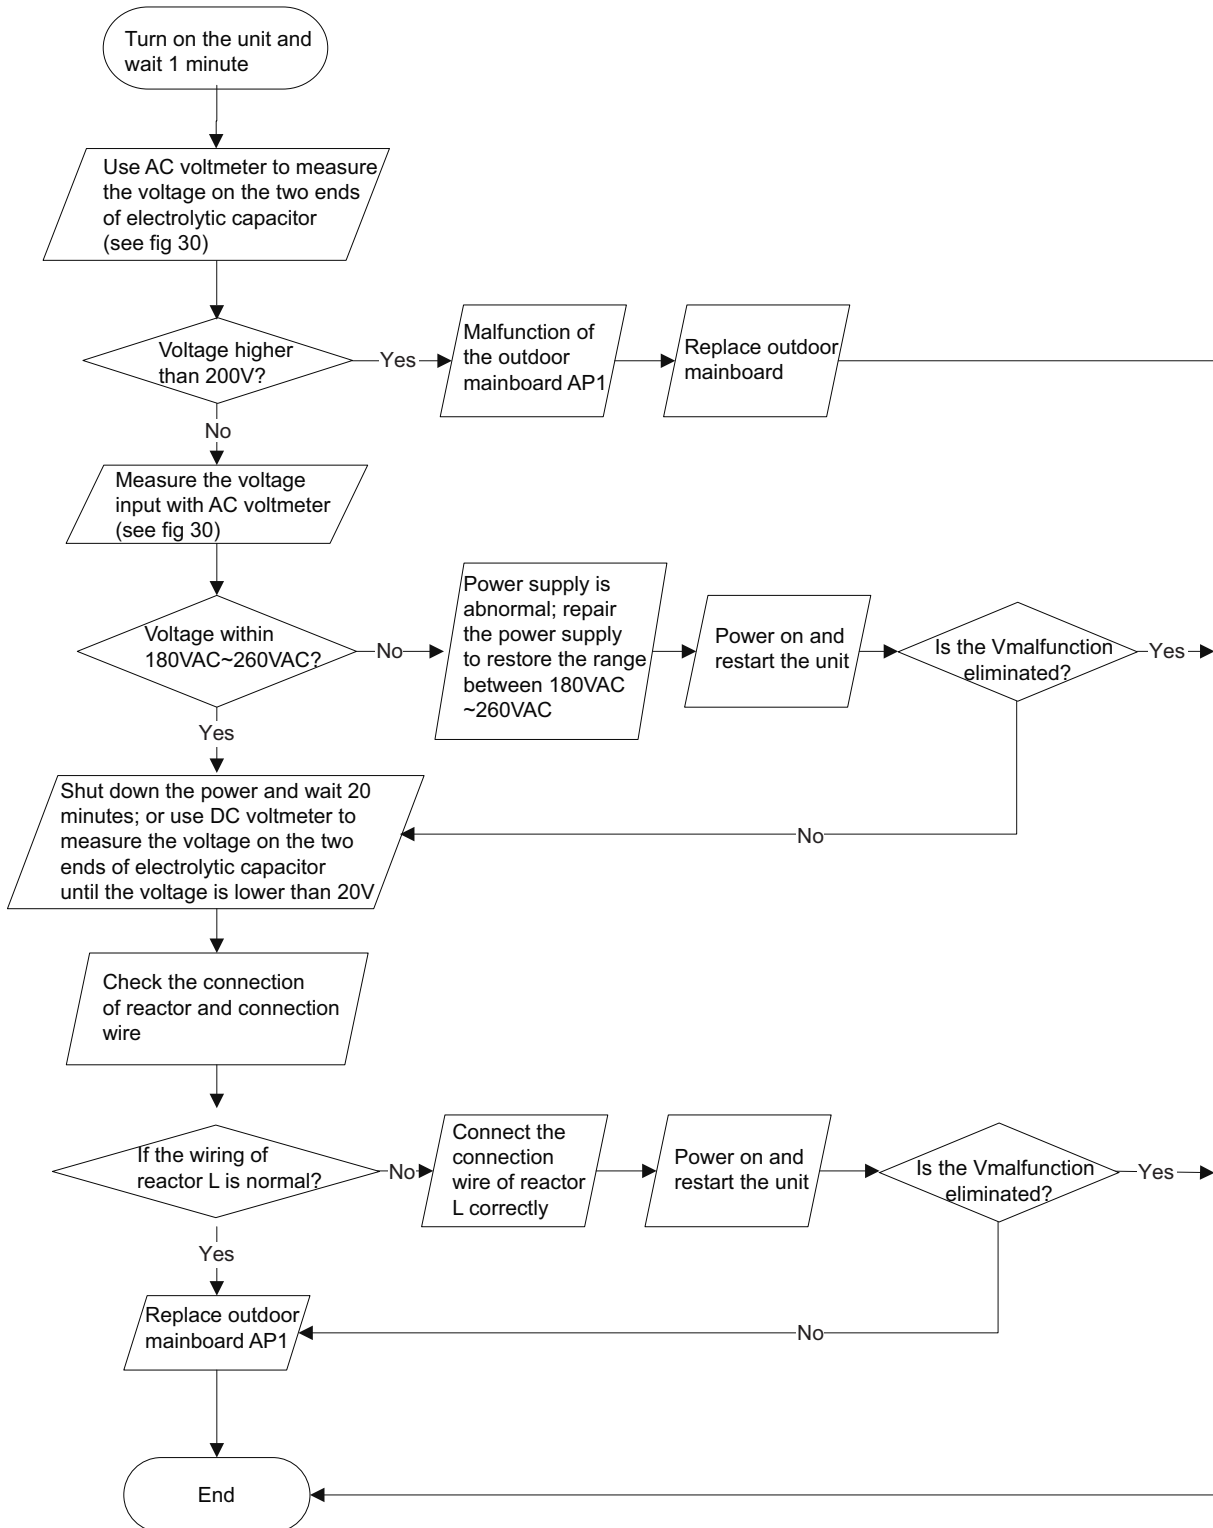 Turn on the unit and
wait 1 minute
Use AC voltmeter to measure
the voltage on the two ends
of electrolytic capacitor
(see fig 30)
Voltage higher
than 200V?
Yes
Malfunction of
the outdoor
mainboard AP1
Replace outdoor
mainboard
No
Measure the voltage
input with AC voltmeter
(see fig 30)
Voltage within
180VAC~260VAC?
No
Power supply is
abnormal; repair
the power supply
to restore the range
between 180VAC
~260VAC
Power on and
restart the unit
Is the Vmalfunction
eliminated?
Yes
Yes
No
Shut down the power and wait 20
minutes; or use DC voltmeter to
measure the voltage on the two
ends of electrolytic capacitor
until the voltage is lower than 20V
Check the connection
of reactor and connection
wire
If the wiring of
reactor L is normal?
No
Connect the
connection
wire of reactor
L correctly
Power on and
restart the unit
Is the Vmalfunction
eliminated?
Yes
Yes
No
Replace outdoor
mainboard AP1
End